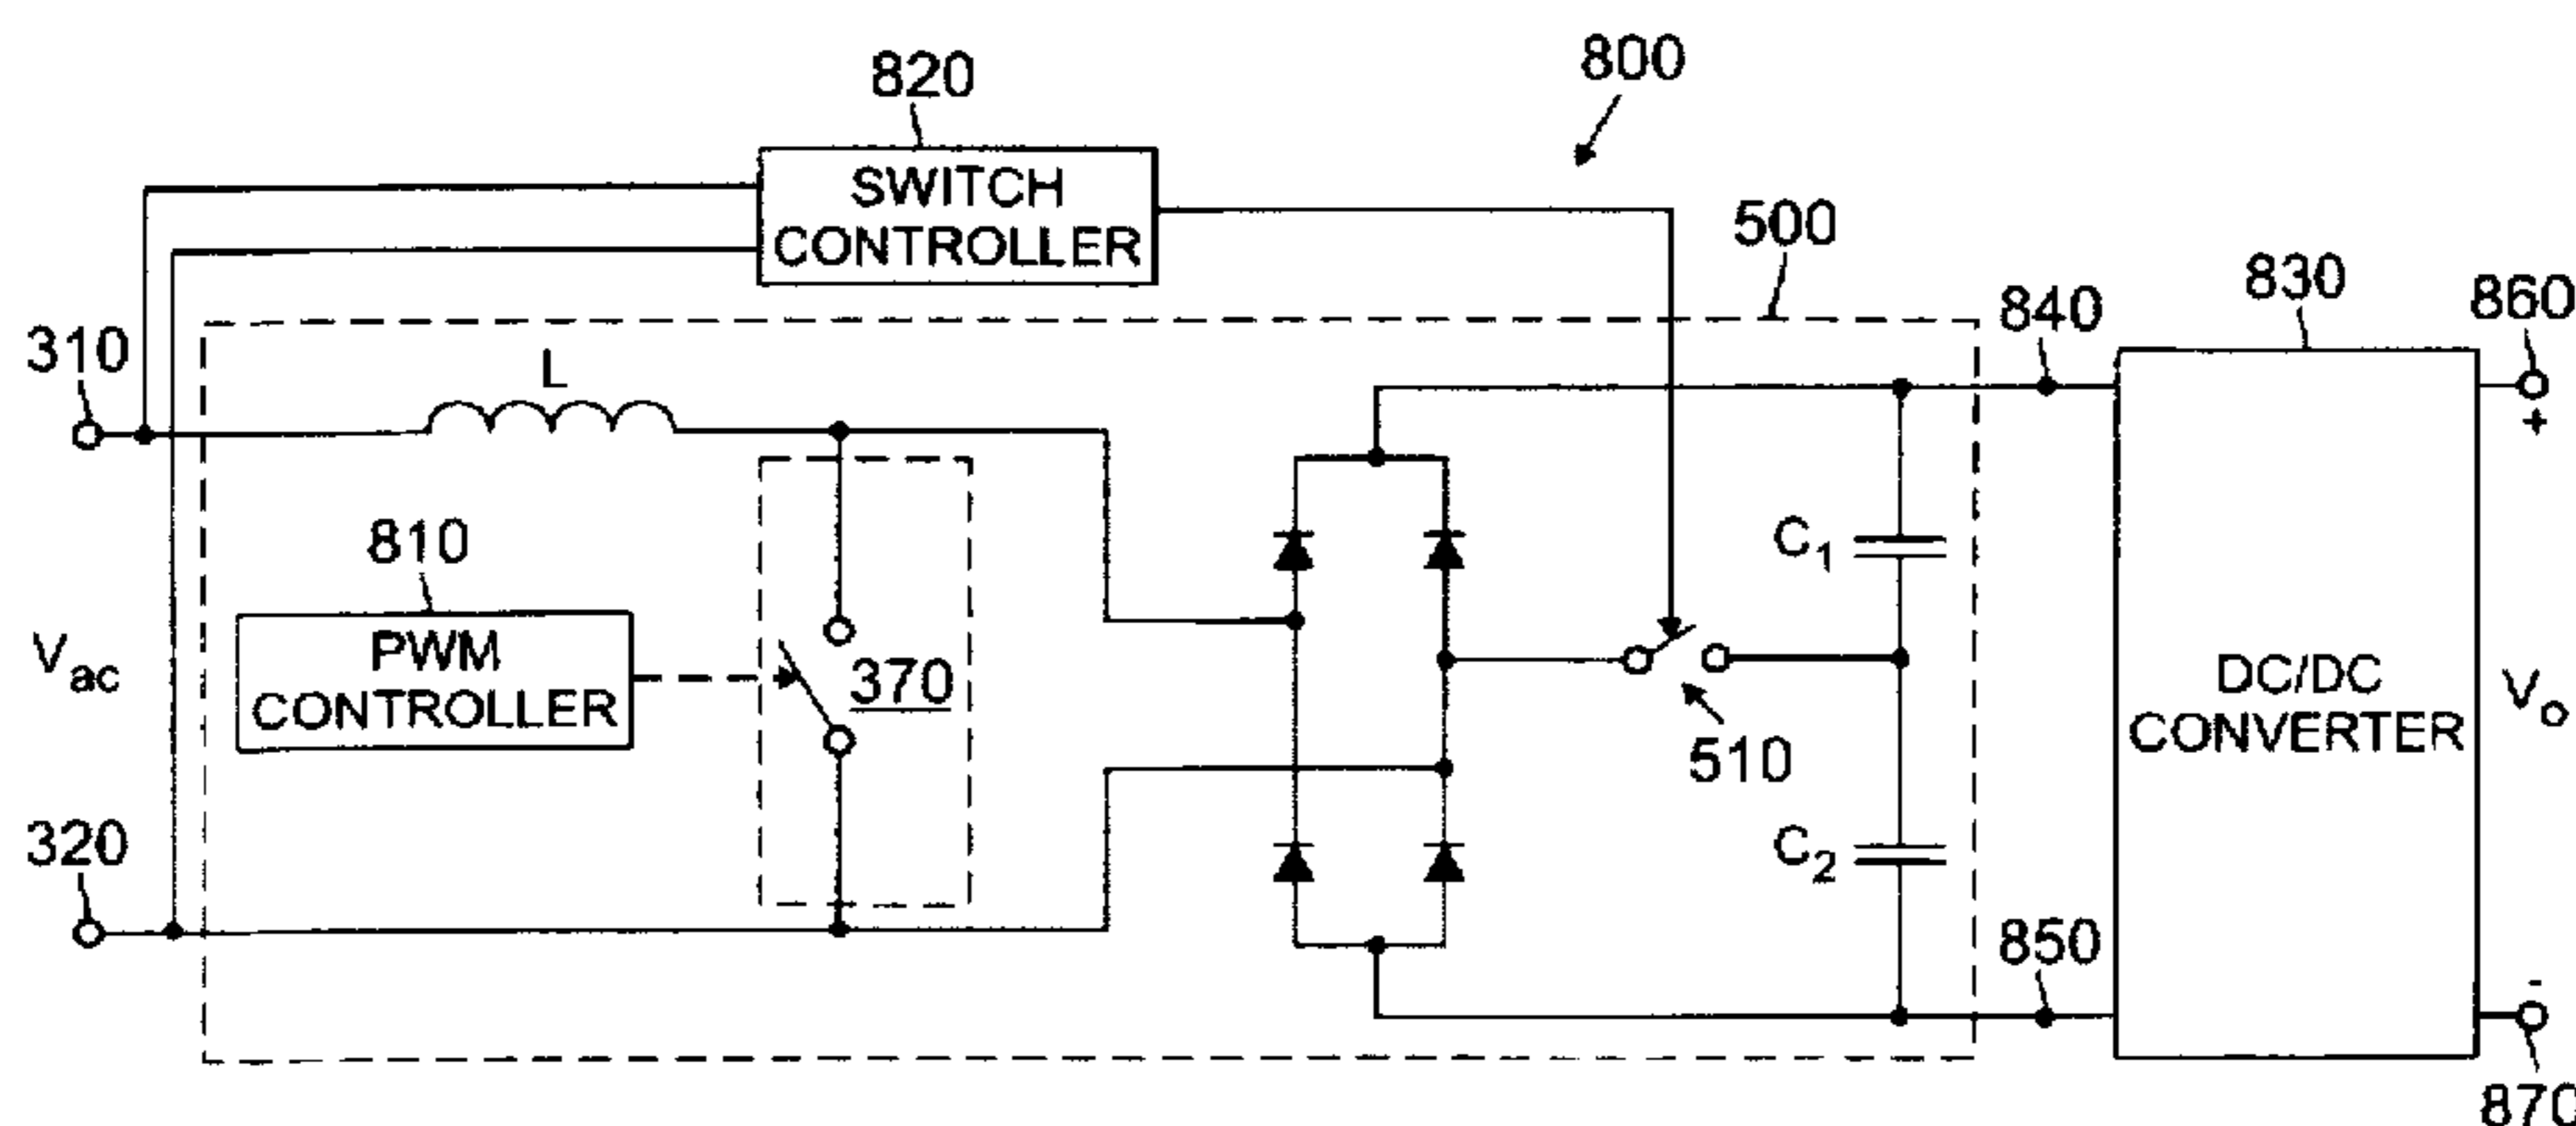 800
820
SWITCH
CONTROLLER
500
310
L
840
830
860
+
810
PWM
CONTROLLER
370
C1
Vac
510
DC/DC
CONVERTER
Vo
320
C2
850
-
870